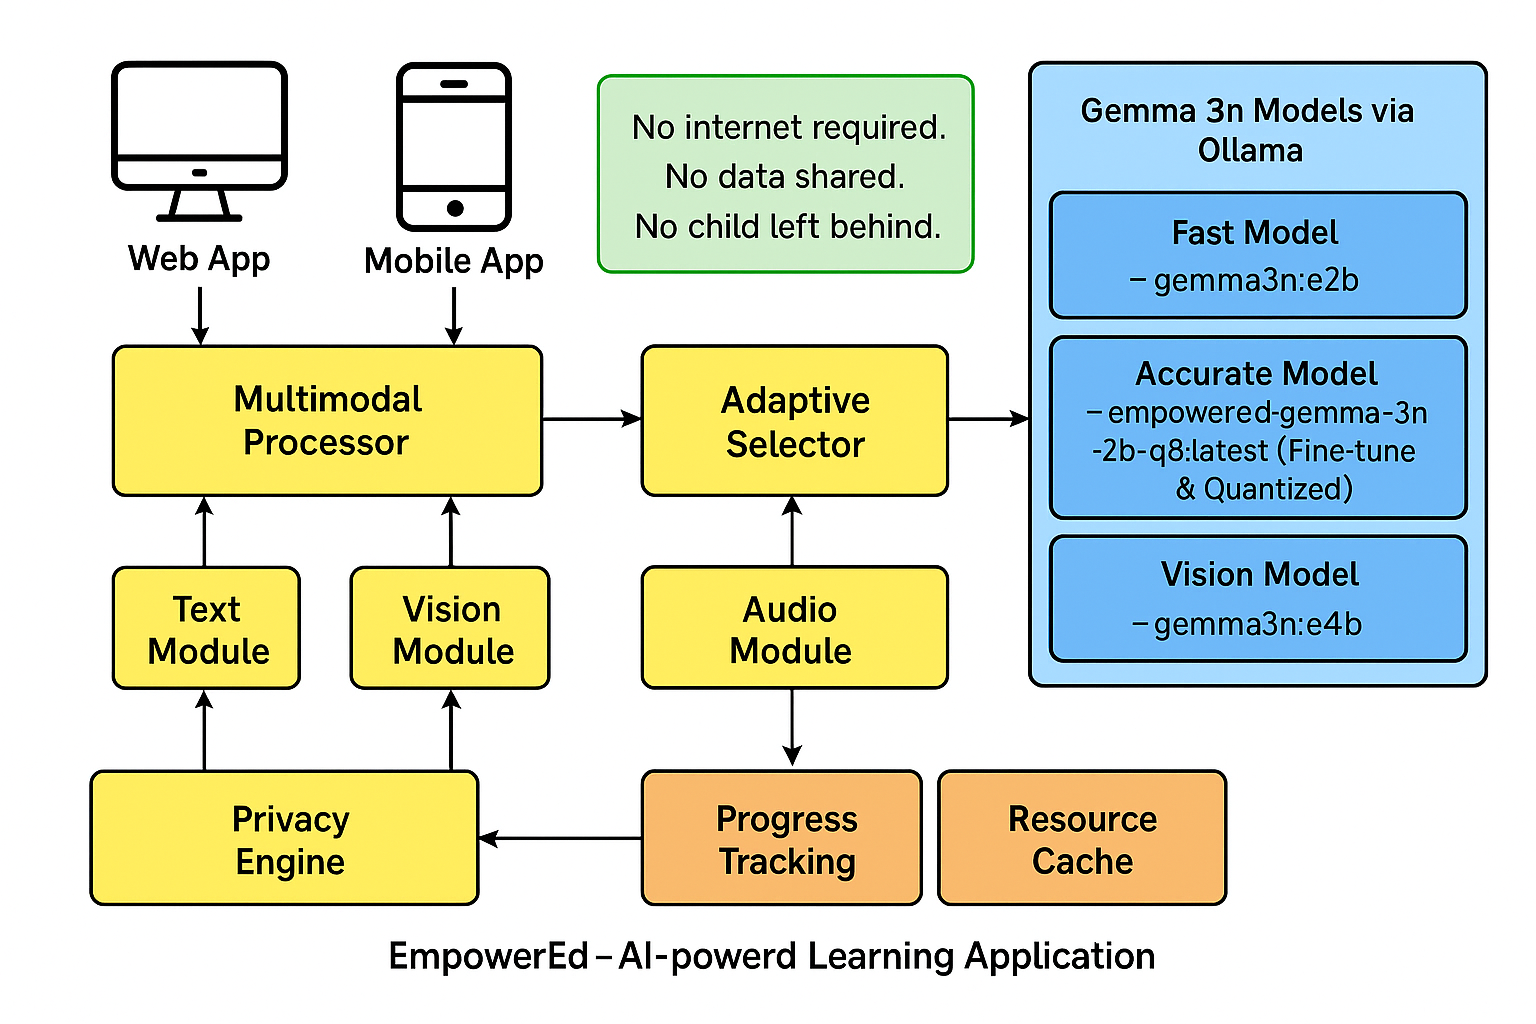 Web App
Mobile App
No internet required.
No data shared.
No child left behind.
Gemma 3n Models via
Ollama
Fast Model
– gemma3n:e2b
Accurate Model
– empowered-gemma-3n
-2b-q8:latest (Fine-tune
& Quantized)
Vision Model
– gemma3n:e4b
Multimodal
Processor
Adaptive
Selector
Text
Module
Vision
Module
Audio
Module
Privacy
Engine
Progress
Tracking
Resource
Cache
EmpowerEd – AI-powerd Learning Application